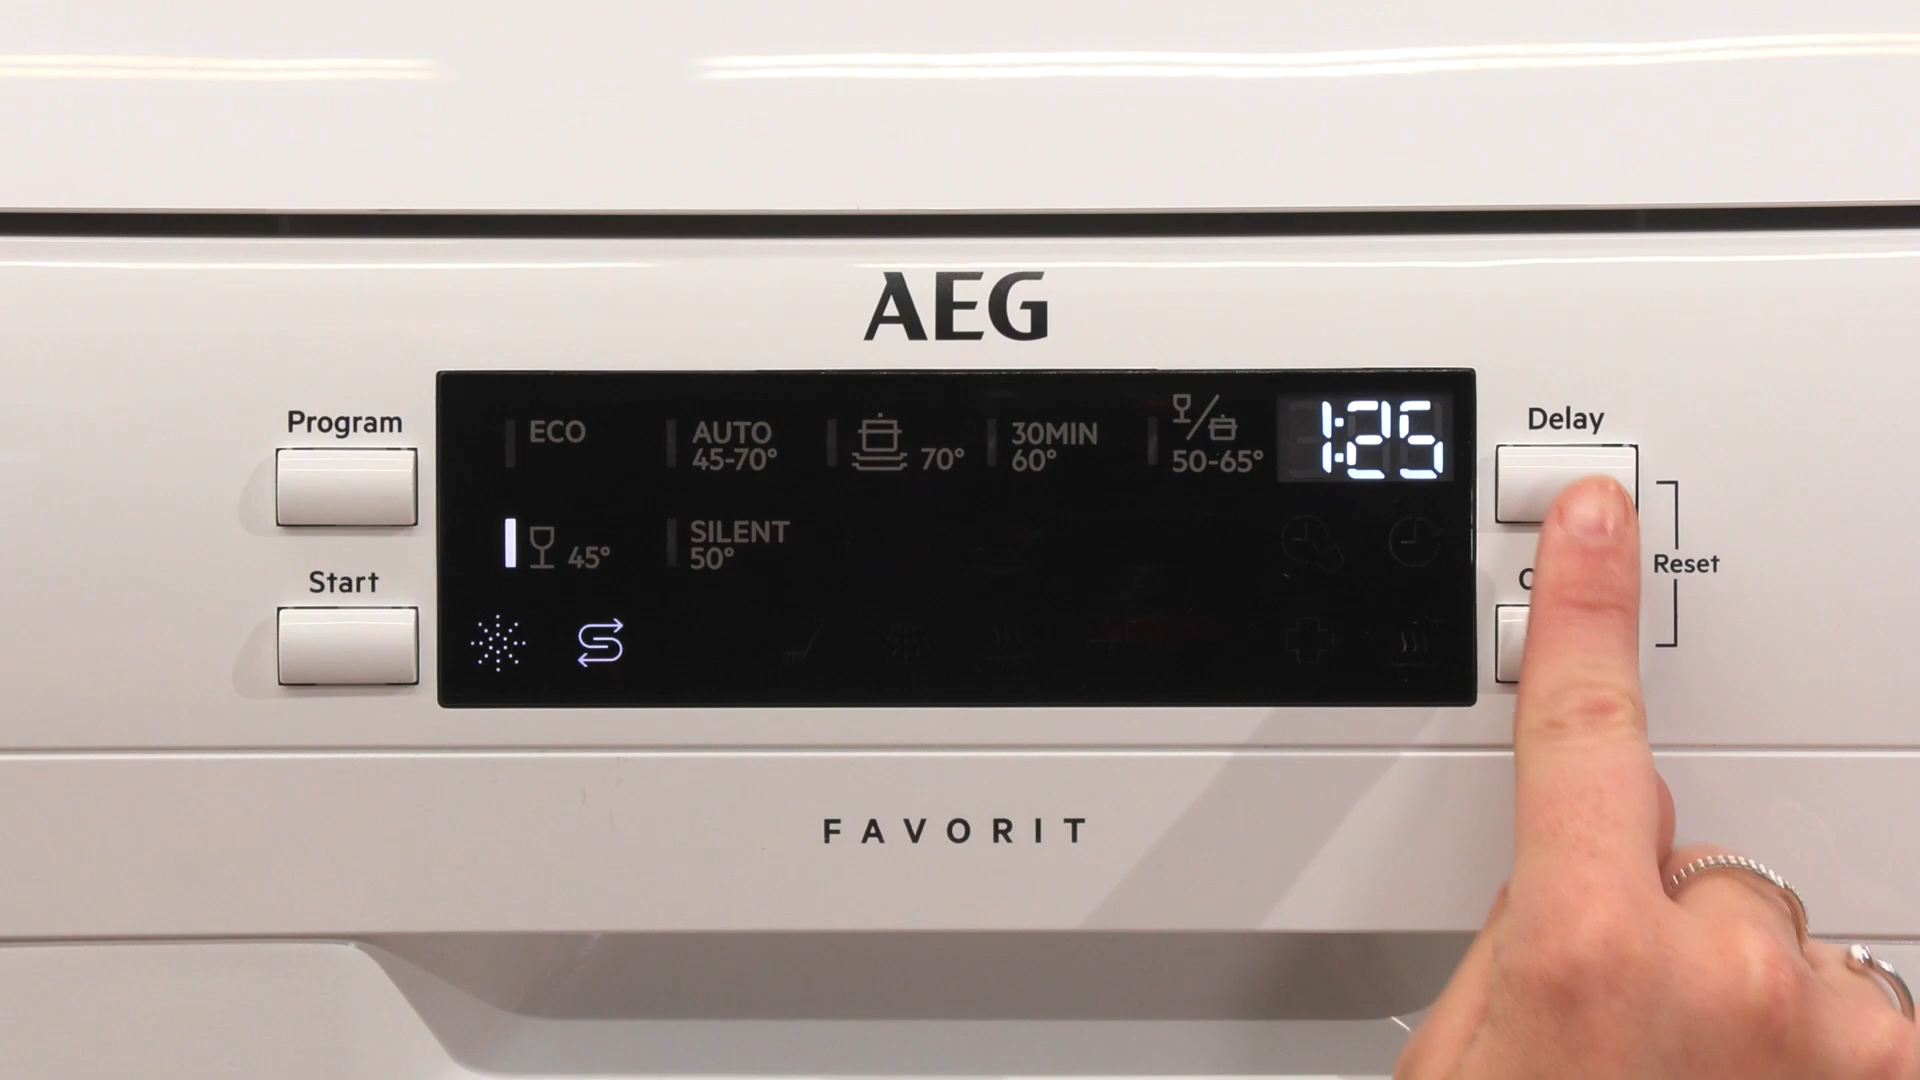 AEG
Program
Delay
ECO
AUTO
45-70°
70°
30MIN
60°
50-65°
1:25
45°
SILENT
50°
Start
Reset
FAVORIT